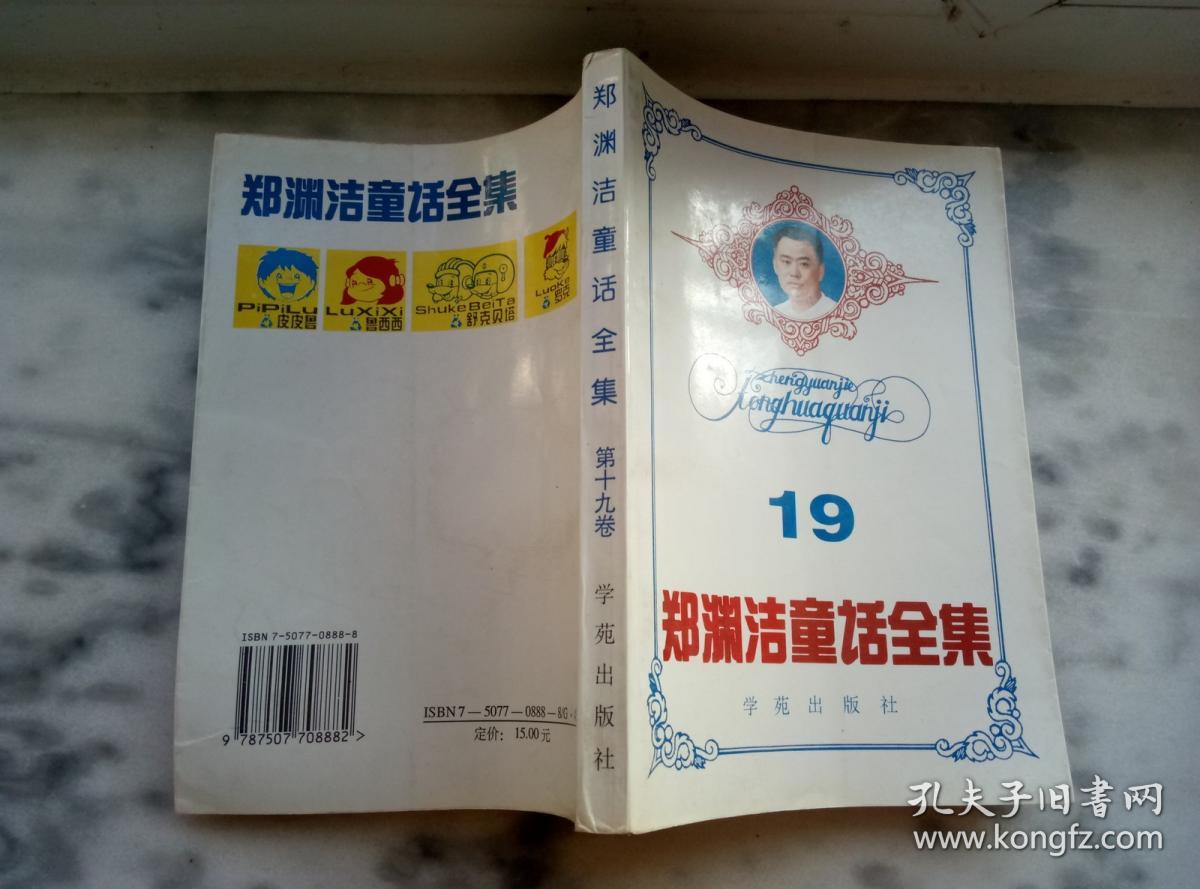 郑渊洁童话全集
PiPiLu
皮皮鲁
LuXiXi
鲁西西
ShukeBeiTa
舒克贝塔
Luoke
罗克
ISBN 7-5077-0888-8
9 787507 708882 >
ISBN 7 — 5077 — 0888 — 8/G·
定价：15.00元
郑渊洁童话全集 第十九卷 学苑出版社
zhengyuanjie
tonghuaquanji
19
郑渊洁童话全集
学苑出版社
孔夫子旧書网
www.kongfz.com